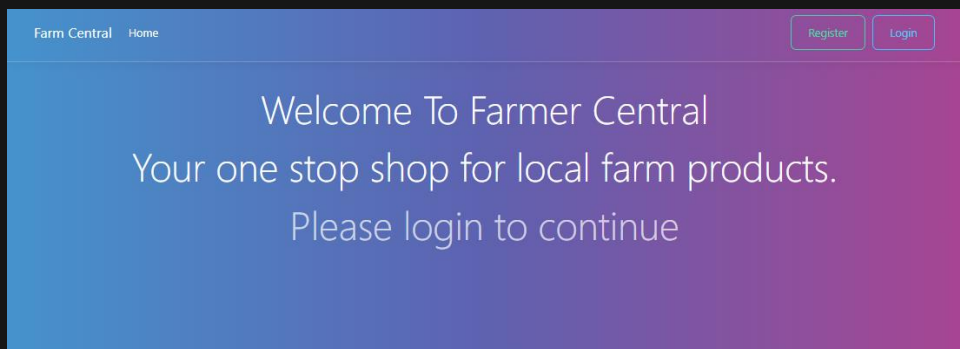 Farm Central Home Register Login
Welcome To Farmer Central
Your one stop shop for local farm products.
Please login to continue